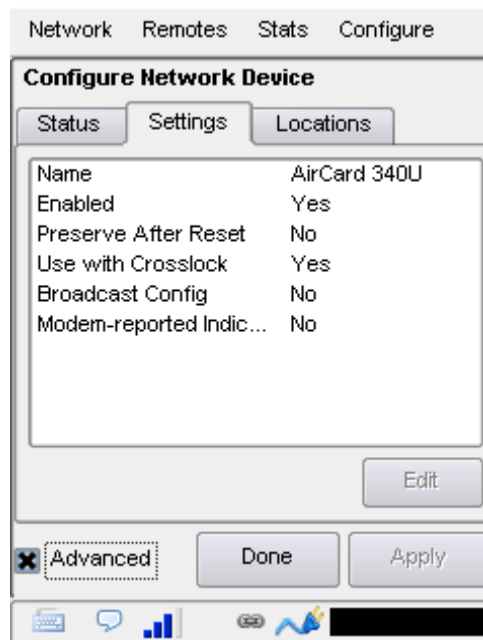 Network Remotes Stats Configure
Configure Network Device
Status Settings Locations
Name AirCard 340U
Enabled Yes
Preserve After Reset No
Use with Crosslock Yes
Broadcast Config No
Modem-reported Indic... No
Edit
Advanced Done Apply